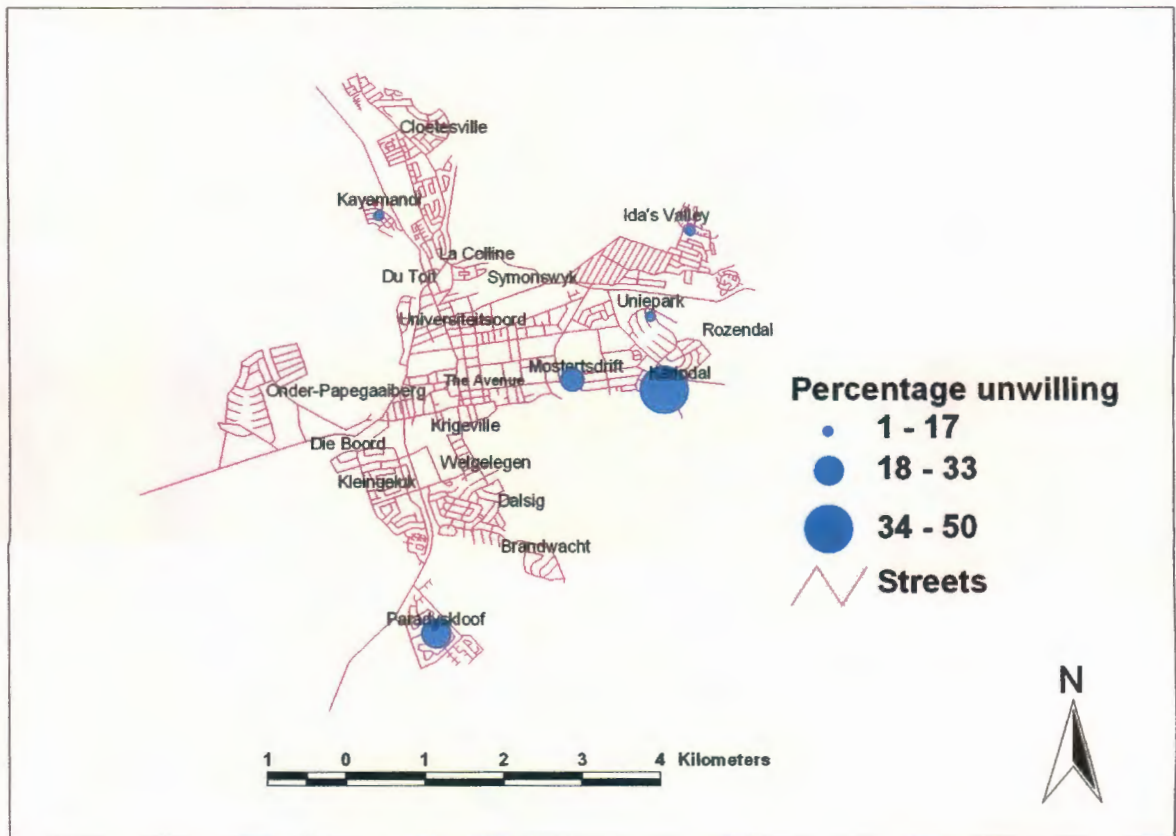 Cloetesville
Kayamandi
Ida's Valley
La Colline
Du Toit
Symonswyk
Uniepark
Universiteitsoord
Rozendal
Mostertsdrift
Karindal
The Avenue
Onder-Papegaaiberg
Krigeville
Die Boord
Welgelegen
Kleingeluk
Dalsig
Brandwacht
Paradyskloof
Percentage unwilling
1 - 17
18 - 33
34 - 50
Streets
N
1 0 1 2 3 4 Kilometers